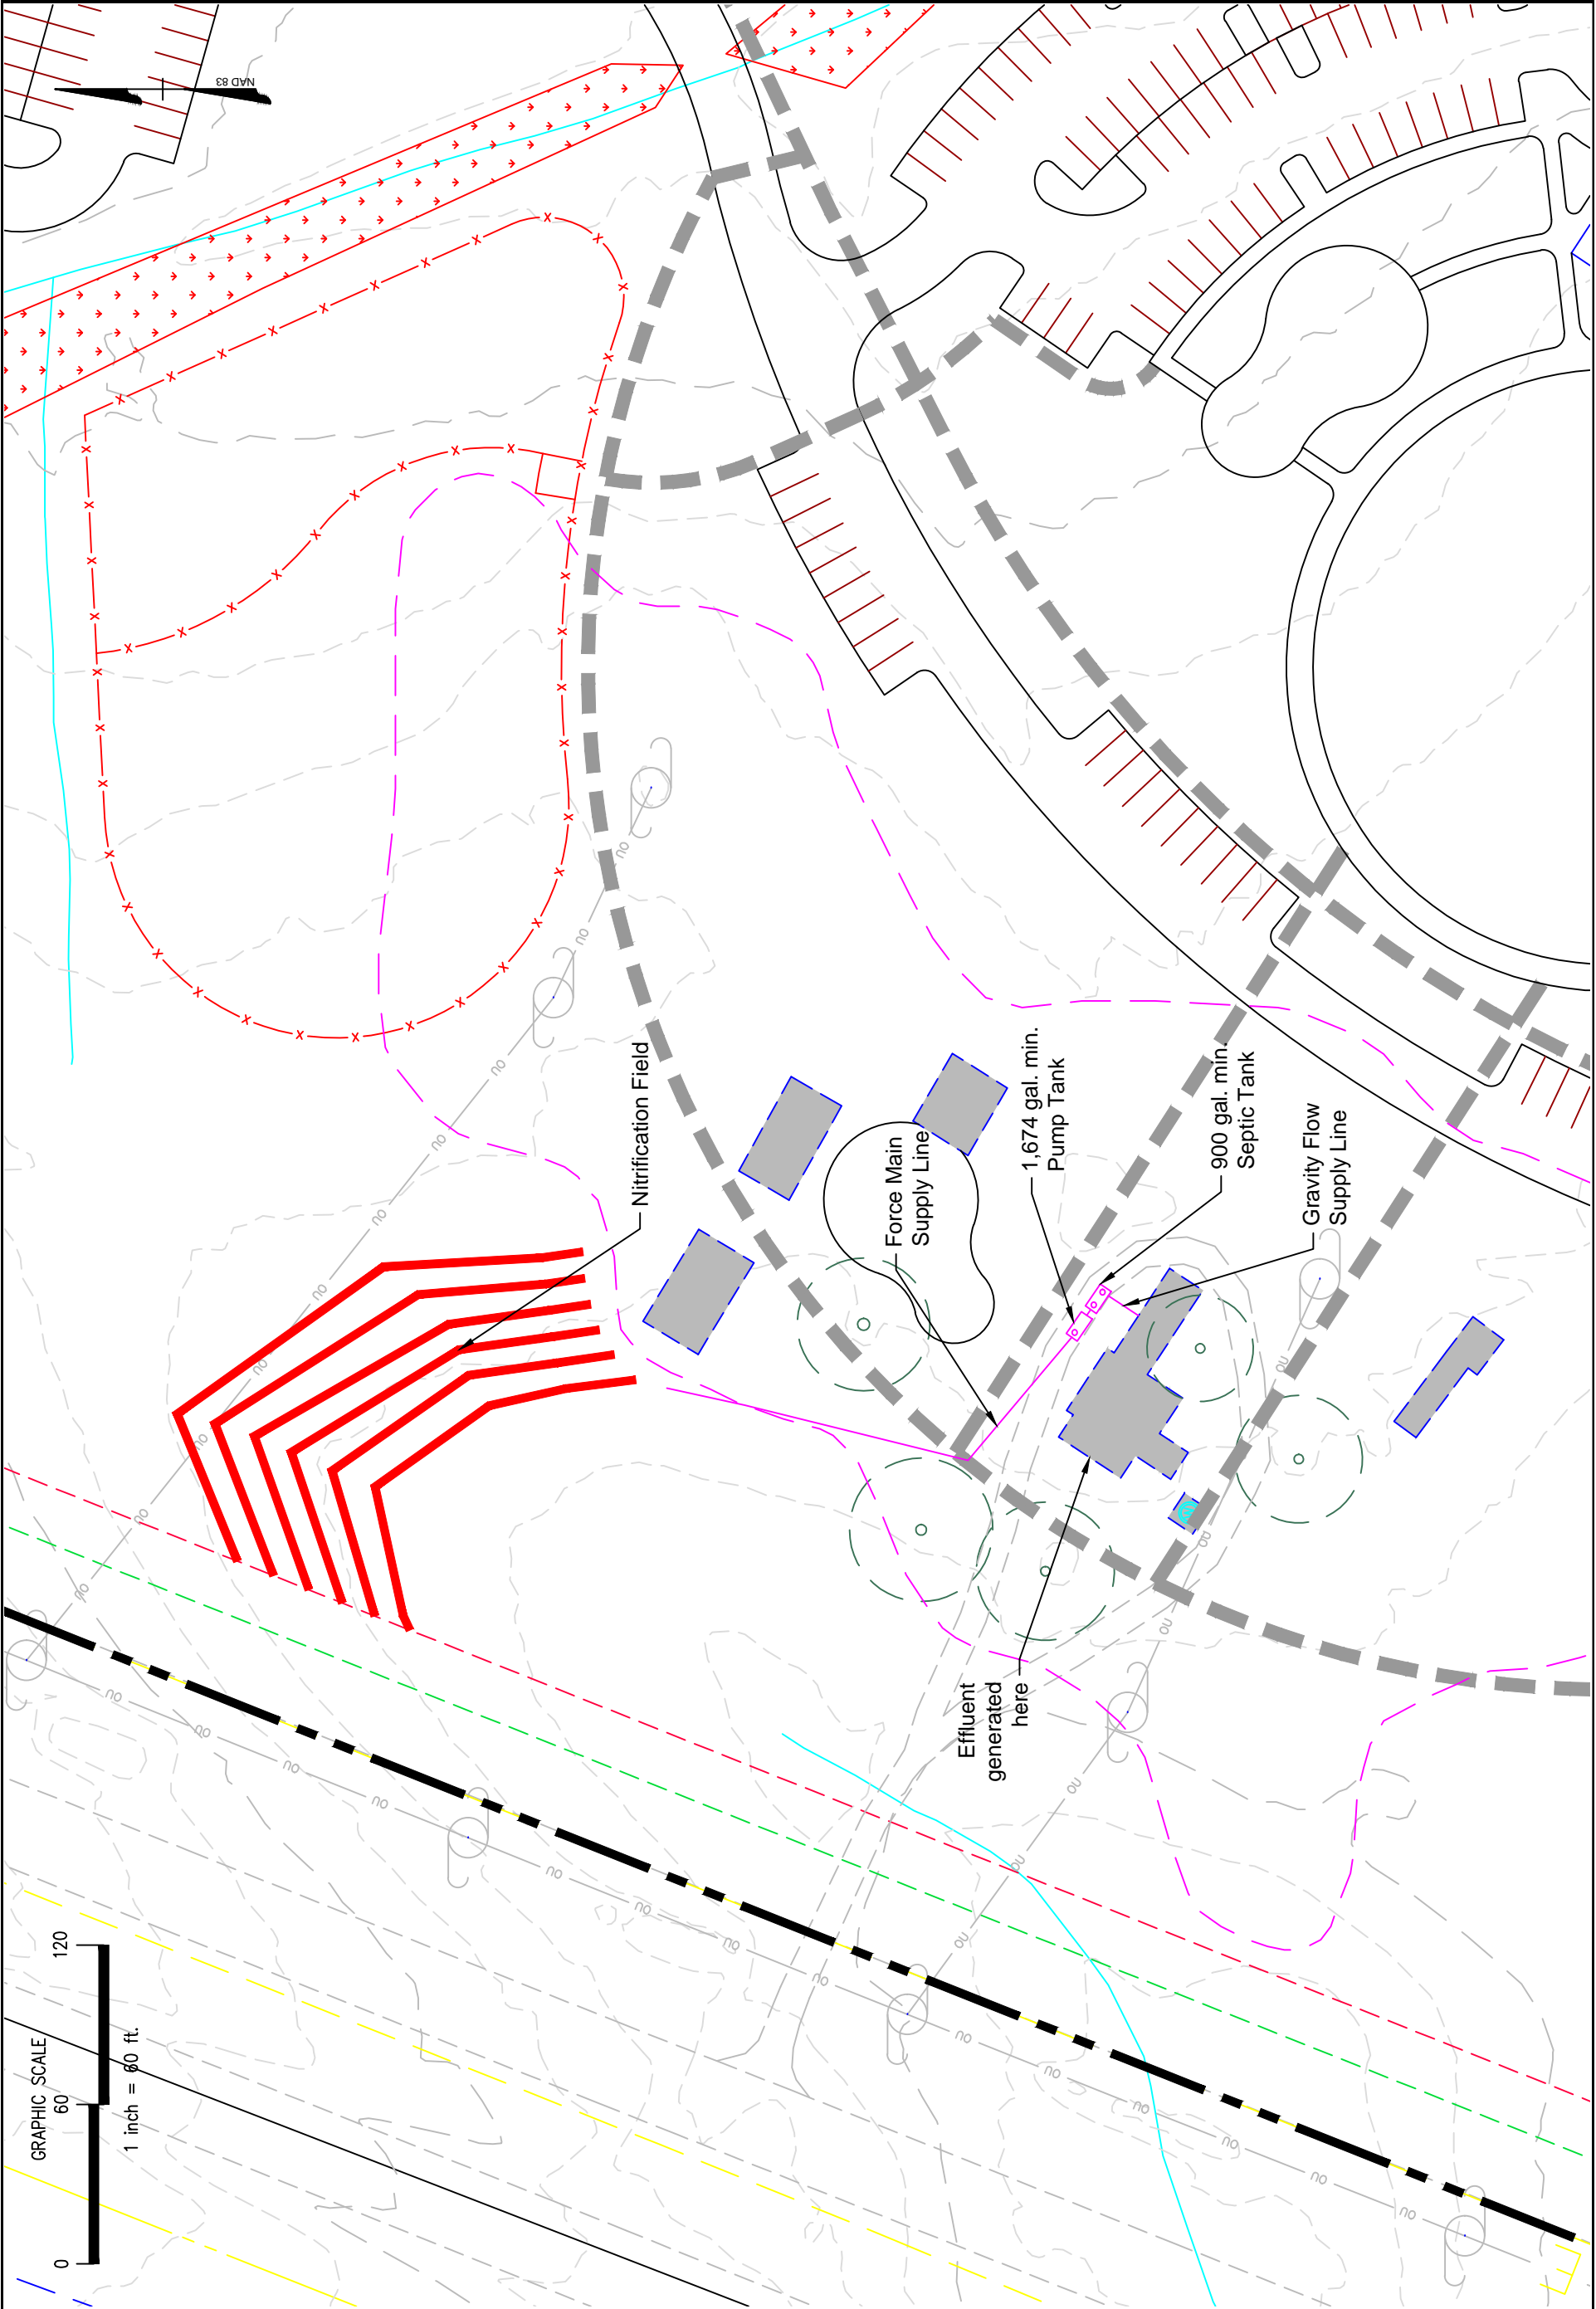 NAD 83
Nitrification Field
Force Main
Supply Line
1,674 gal. min.
Pump Tank
900 gal. min.
Septic Tank
Gravity Flow
Supply Line
Effluent
generated
here
GRAPHIC SCALE
0 60 120
1 inch = 60 ft.